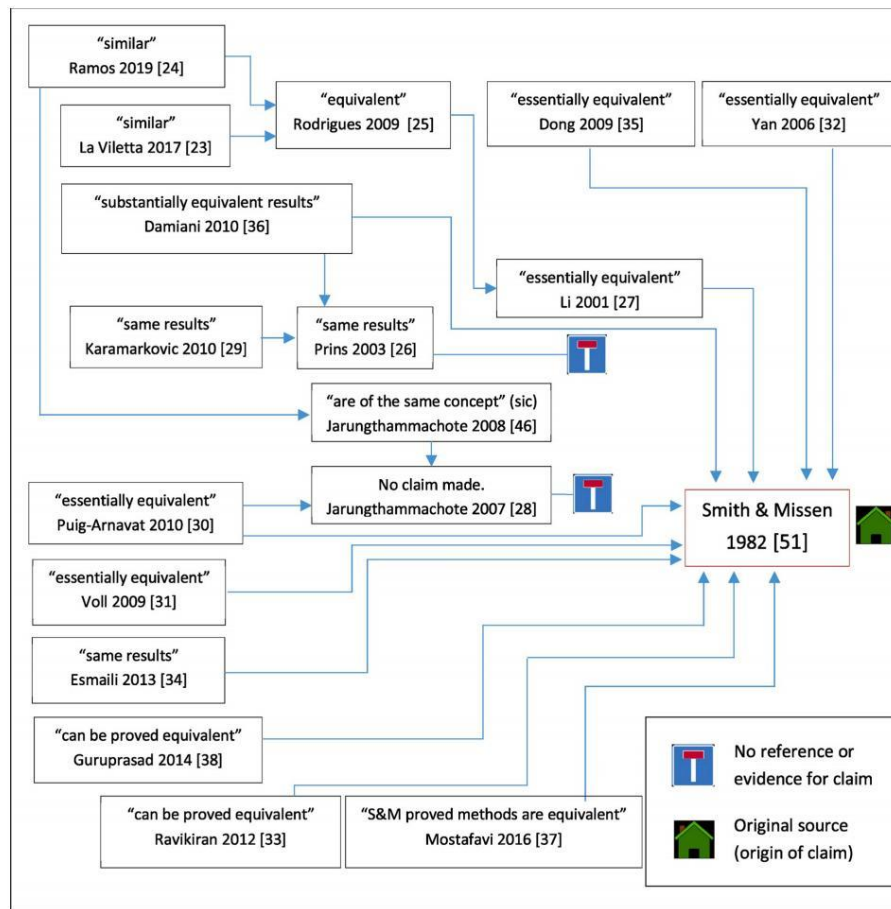 “similar”
Ramos 2019 [24]
“equivalent”
Rodrigues 2009 [25]
“essentially equivalent”
Dong 2009 [35]
“essentially equivalent”
Yan 2006 [32]
“similar”
La Viletta 2017 [23]
“substantially equivalent results”
Damiani 2010 [36]
“essentially equivalent”
Li 2001 [27]
“same results”
Karamarkovic 2010 [29]
“same results”
Prins 2003 [26]
“are of the same concept” (sic)
Jarungthammachote 2008 [46]
No claim made.
Jarungthammachote 2007 [28]
“essentially equivalent”
Puig-Arnavat 2010 [30]
Smith & Missen
1982 [51]
“essentially equivalent”
Voll 2009 [31]
“same results”
Esmaili 2013 [34]
“can be proved equivalent”
Guruprasad 2014 [38]
“can be proved equivalent”
Ravikiran 2012 [33]
“S&M proved methods are equivalent”
Mostafavi 2016 [37]
No reference or
evidence for claim
Original source
(origin of claim)